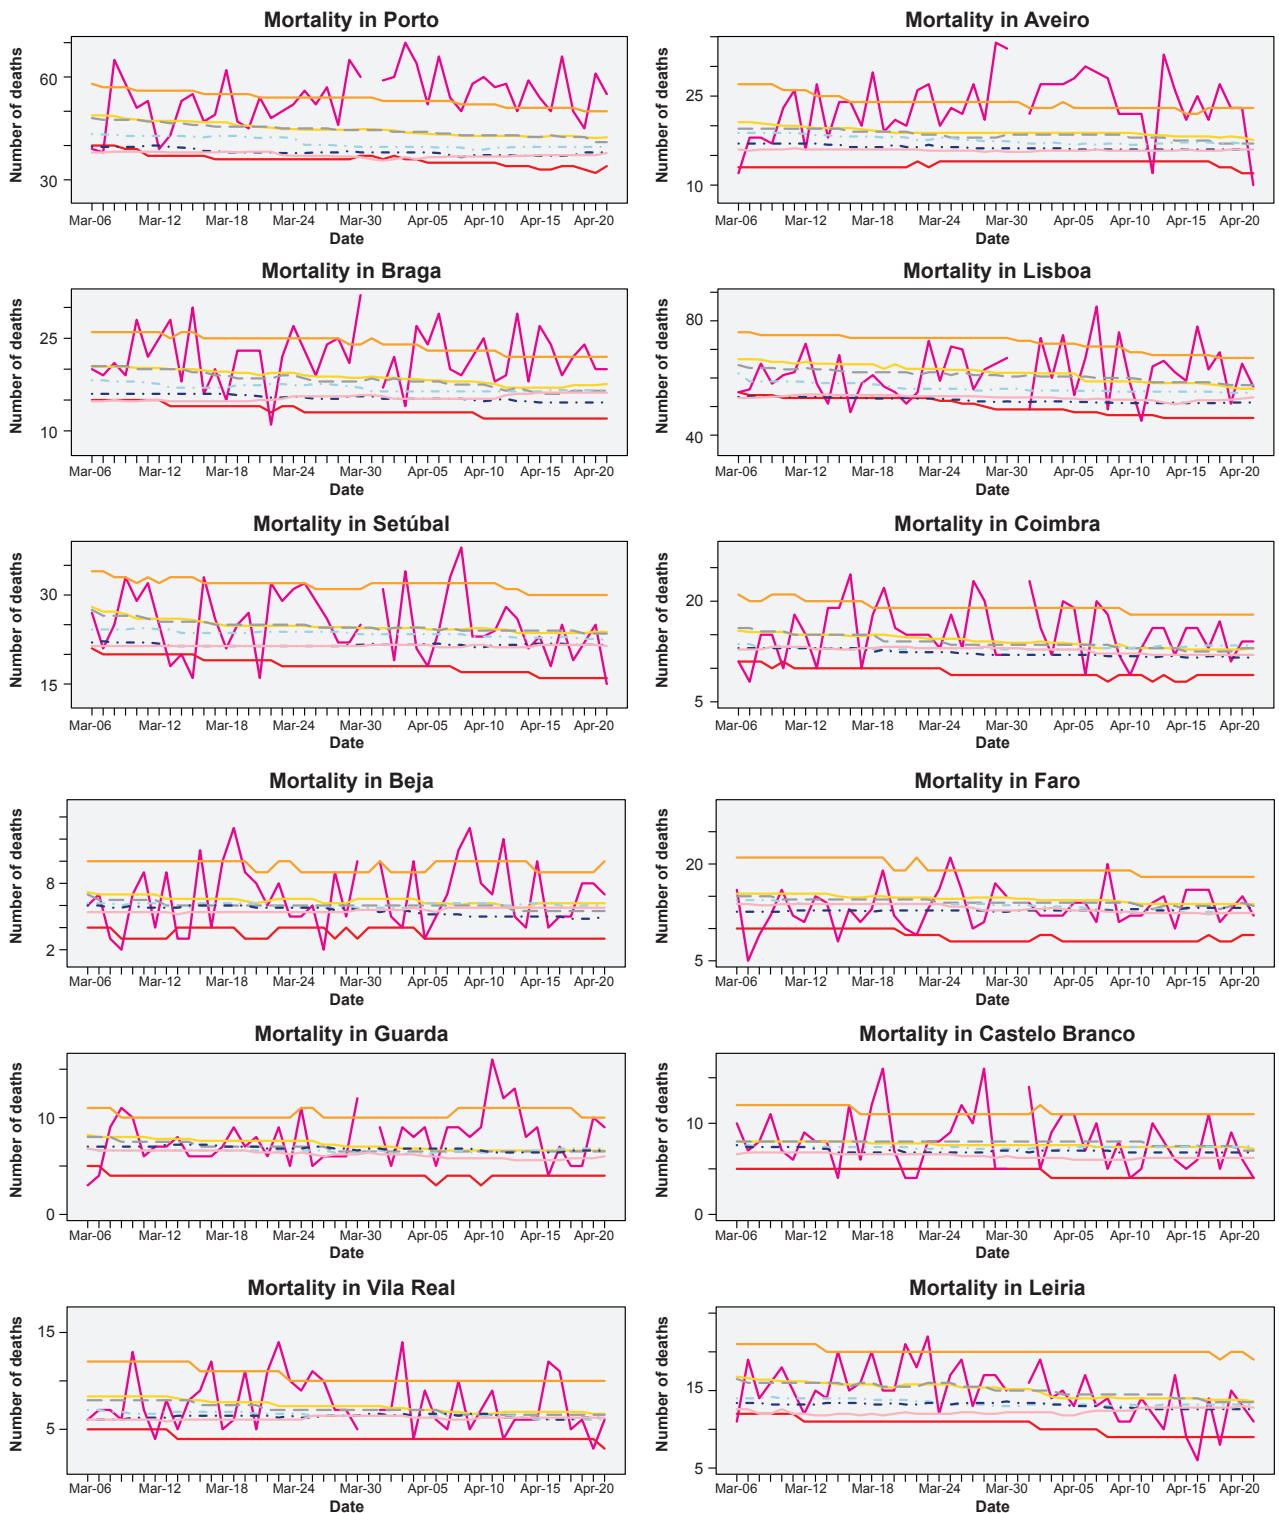 Mortality in Porto
Number of deaths
60
30
Mar-06 Mar-12 Mar-18 Mar-24 Mar-30 Apr-05 Apr-10 Apr-15 Apr-20
Date
Mortality in Aveiro
Number of deaths
25
10
Mar-06 Mar-12 Mar-18 Mar-24 Mar-30 Apr-05 Apr-10 Apr-15 Apr-20
Date
Mortality in Braga
Number of deaths
25
10
Mar-06 Mar-12 Mar-18 Mar-24 Mar-30 Apr-05 Apr-10 Apr-15 Apr-20
Date
Mortality in Lisboa
Number of deaths
80
40
Mar-06 Mar-12 Mar-18 Mar-24 Mar-30 Apr-05 Apr-10 Apr-15 Apr-20
Date
Mortality in Setúbal
Number of deaths
30
15
Mar-06 Mar-12 Mar-18 Mar-24 Mar-30 Apr-05 Apr-10 Apr-15 Apr-20
Date
Mortality in Coimbra
Number of deaths
20
5
Mar-06 Mar-12 Mar-18 Mar-24 Mar-30 Apr-05 Apr-10 Apr-15 Apr-20
Date
Mortality in Beja
Number of deaths
8
2
Mar-06 Mar-12 Mar-18 Mar-24 Mar-30 Apr-05 Apr-10 Apr-15 Apr-20
Date
Mortality in Faro
Number of deaths
20
5
Mar-06 Mar-12 Mar-18 Mar-24 Mar-30 Apr-05 Apr-10 Apr-15 Apr-20
Date
Mortality in Guarda
Number of deaths
10
0
Mar-06 Mar-12 Mar-18 Mar-24 Mar-30 Apr-05 Apr-10 Apr-15 Apr-20
Date
Mortality in Castelo Branco
Number of deaths
10
0
Mar-06 Mar-12 Mar-18 Mar-24 Mar-30 Apr-05 Apr-10 Apr-15 Apr-20
Date
Mortality in Vila Real
Number of deaths
15
5
Mar-06 Mar-12 Mar-18 Mar-24 Mar-30 Apr-05 Apr-10 Apr-15 Apr-20
Date
Mortality in Leiria
Number of deaths
15
5
Mar-06 Mar-12 Mar-18 Mar-24 Mar-30 Apr-05 Apr-10 Apr-15 Apr-20
Date